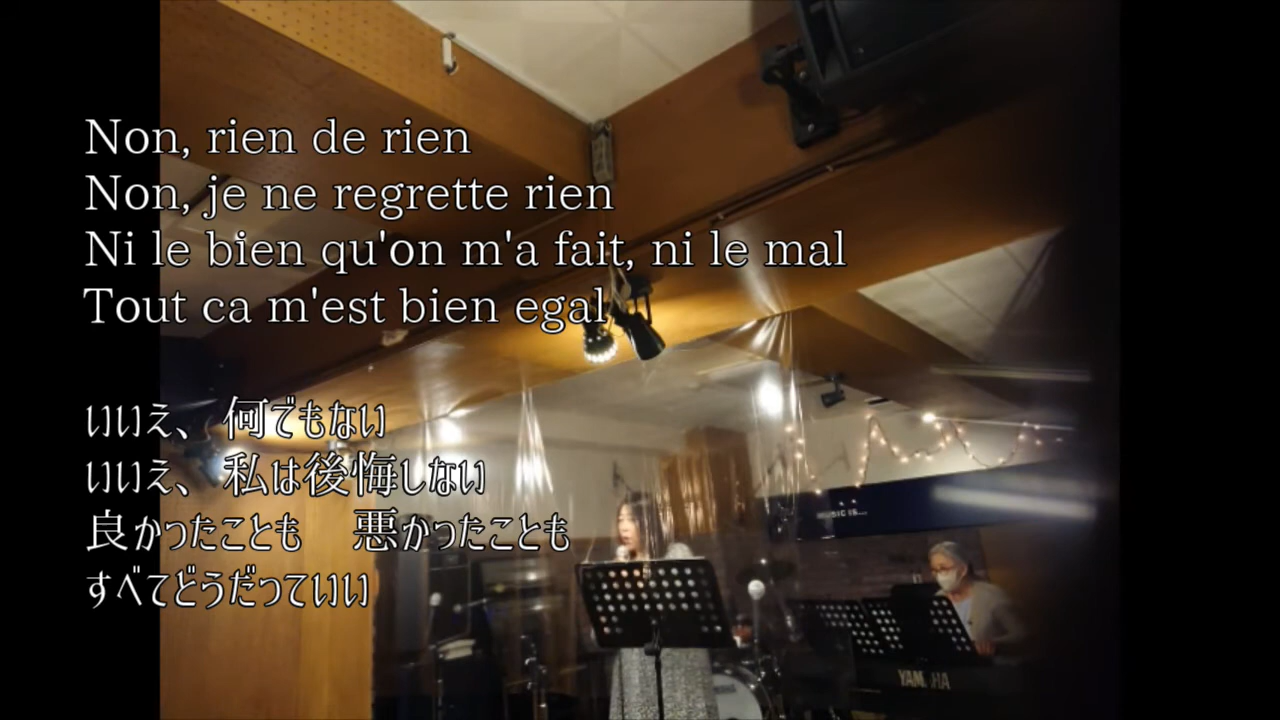 Non, rien de rien
Non, je ne regrette rien
Ni le bien qu'on m'a fait, ni le mal
Tout ca m'est bien egal
いいえ、何でもない
いいえ、私は後悔しない
良かったことも　悪かったことも
すべてどうだっていい
MUSIC IS...
YAMAHA